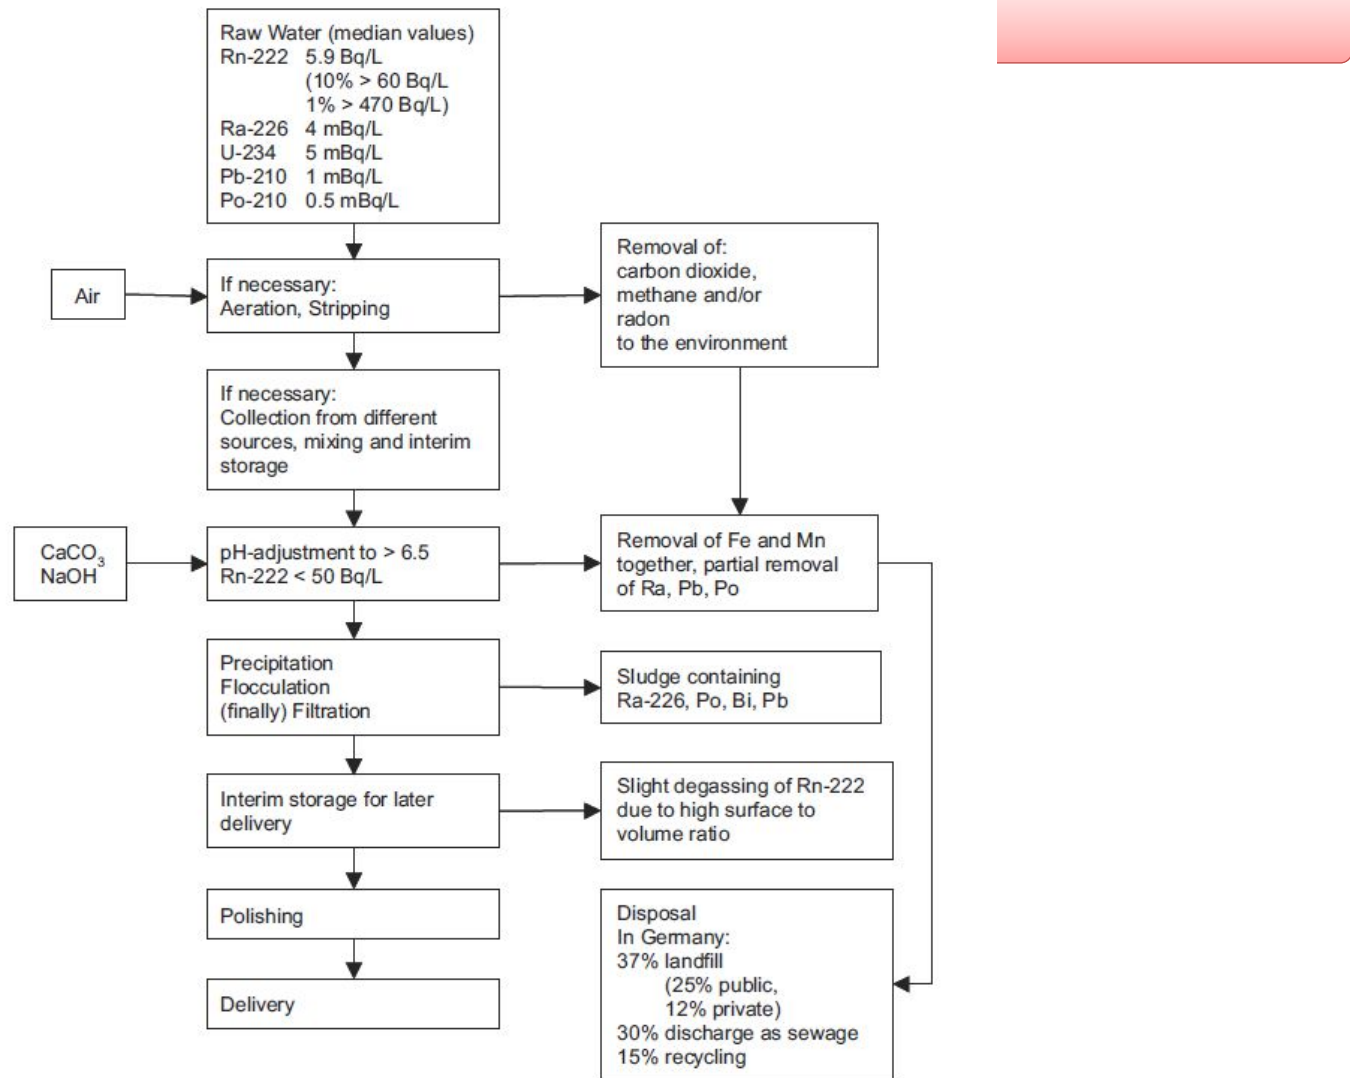 Raw Water (median values)
Rn-222 5.9 Bq/L
(10% > 60 Bq/L
1% > 470 Bq/L)
Ra-226 4 mBq/L
U-234 5 mBq/L
Pb-210 1 mBq/L
Po-210 0.5 mBq/L
Air
If necessary:
Aeration, Stripping
Removal of:
carbon dioxide,
methane and/or
radon
to the environment
If necessary:
Collection from different
sources, mixing and interim
storage
CaCO₃
NaOH
pH-adjustment to > 6.5
Rn-222 < 50 Bq/L
Removal of Fe and Mn
together, partial removal
of Ra, Pb, Po
Precipitation
Flocculation
(finally) Filtration
Sludge containing
Ra-226, Po, Bi, Pb
Interim storage for later
delivery
Slight degassing of Rn-222
due to high surface to
volume ratio
Polishing
Delivery
Disposal
In Germany:
37% landfill
(25% public,
12% private)
30% discharge as sewage
15% recycling